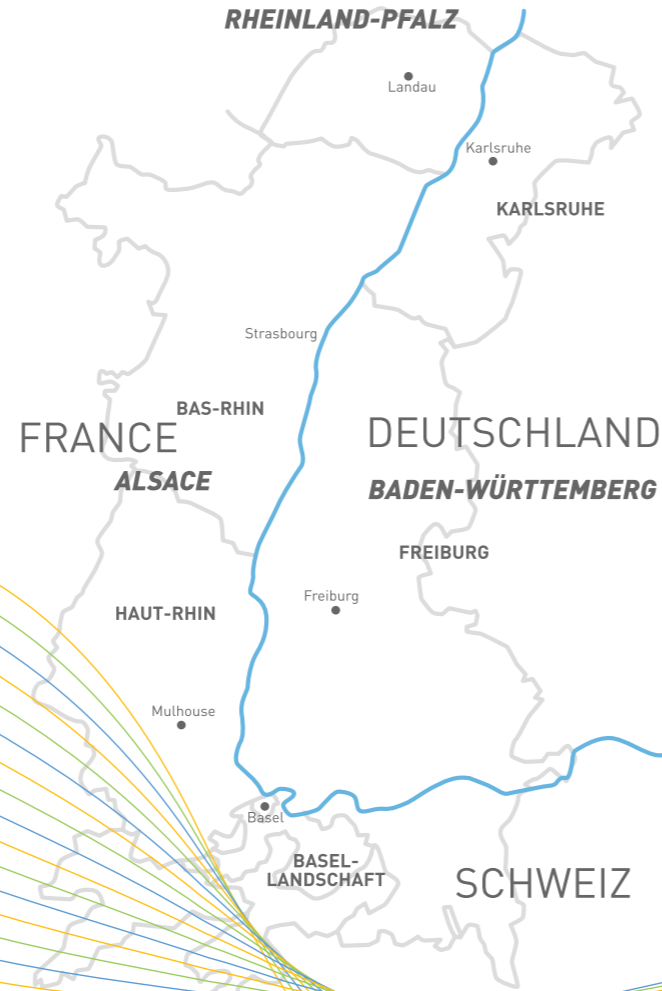 RHEINLAND-PFALZ
Landau
Karlsruhe
KARLSRUHE
Strasbourg
BAS-RHIN
FRANCE
DEUTSCHLAND
ALSACE
BADEN-WÜRTTEMBERG
FREIBURG
Freiburg
HAUT-RHIN
Mulhouse
Basel
BASEL-
LANDSCHAFT
SCHWEIZ